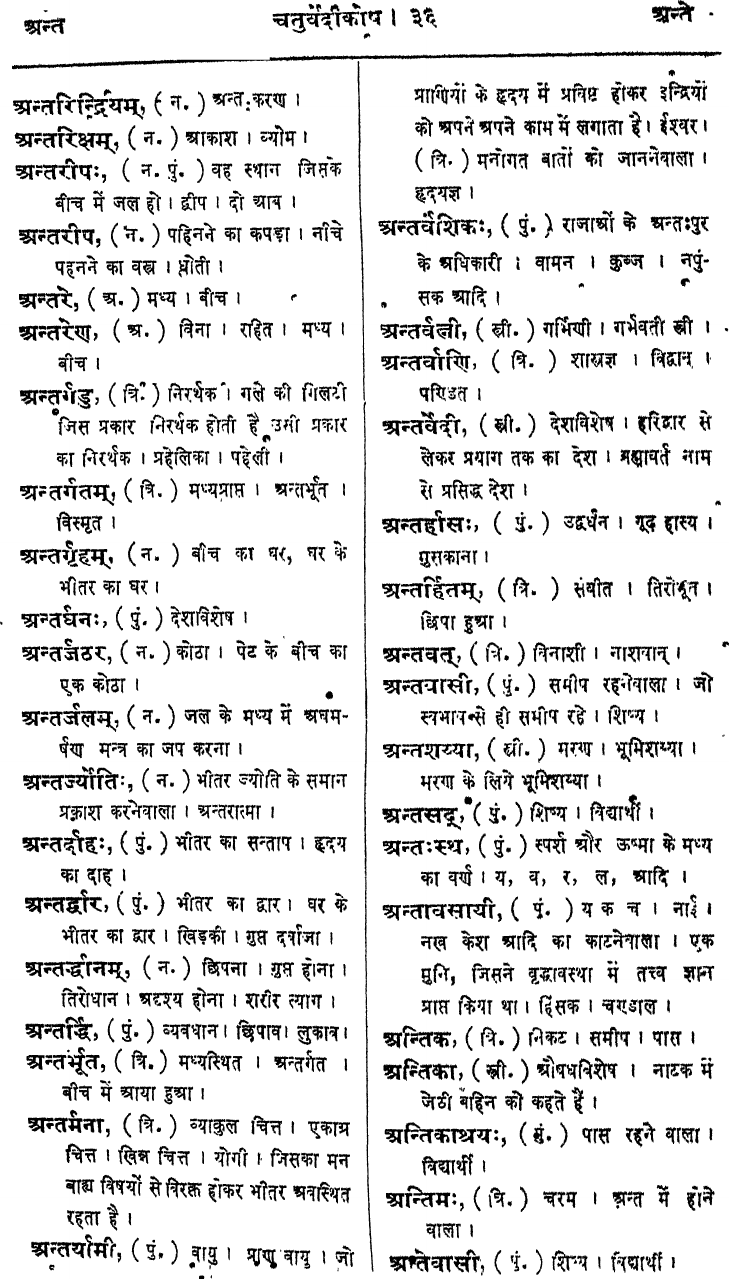 अन्त चतुर्वेदीकोष । ३६ अन्ते
अन्तरिन्द्रियम्, ( न. ) अन्तःकरण ।
अन्तरिक्षम्, ( न. ) आकाश । व्योम ।
अन्तरीपः, ( न. पुं. ) वह स्थान जिसके
बीच में जल हो । द्वीप । दो आव ।
अन्तरीप, ( न. ) पहिनने का कपड़ा । नीचे
पहनने का वस्त्र । धोती ।
अन्तरे, ( अ. ) मध्य । बीच ।
अन्तरेण, ( अ. ) विना । रहित । मध्य ।
बीच ।
अन्तर्गडु, ( त्रि. ) निरर्थक । गले की गिलटी
जिस प्रकार निरर्थक होती है उसी प्रकार
का निरर्थक । प्रहेलिका । पहेली ।
अन्तर्गतम्, ( त्रि. ) मध्यप्राप्त । अन्तर्भूत ।
विस्मृत ।
अन्तर्गृहम्, ( न. ) बीच का घर, घर के
भीतर का घर ।
अन्तर्घनः, ( पुं. ) देशविशेष ।
अन्तर्जठर, ( न. ) कोठा । पेट के बीच का
एक कोठा ।
अन्तर्जलम्, ( न. ) जल के मध्य में अघम-
र्षण मन्त्र का जप करना ।
अन्तर्ज्योतिः, ( न. ) भीतर ज्योति के समान
प्रकाश करनेवाला । अन्तरात्मा ।
अन्तर्दाहः, ( पुं. ) भीतर का सन्ताप । हृदय
का दाह ।
अन्तर्द्वार, ( पुं. ) भीतर का द्वार । घर के
भीतर का द्वार । खिड़की । गुप्त दर्वाजा ।
अन्तर्द्धानम्, ( न. ) छिपना । गुप्त होना ।
तिरोधान । अदृश्य होना । शरीर त्याग ।
अन्तर्द्धि, ( पुं. ) व्यवधान । छिपाव । लुकाव ।
अन्तर्भूत, ( त्रि. ) मध्यस्थित । अन्तर्गत ।
बीच में आया हुआ ।
अन्तर्मना, ( त्रि. ) व्याकुल चित्त । एकाग्र
चित्त । खिन्न चित्त । योगी । जिसका मन
बाह्य विषयों से विरक्त होकर भीतर अवस्थित
रहता है ।
अन्तर्यामी, ( पुं. ) वायु । प्राण वायु । जो
प्राणियों के हृदय में प्रविष्ट होकर इन्द्रियों
को अपने अपने काम में लगाता है । ईश्वर ।
( त्रि. ) मनोगत बातों को जाननेवाला ।
हृदयज्ञ ।
अन्तर्वेशिकः, ( पुं. ) राजाओं के अन्तःपुर
के अधिकारी । वामन । कुब्ज । नपुं-
सक आदि ।
अन्तर्वत्नी, ( स्त्री. ) गर्भिणी । गर्भवती स्त्री ।
अन्तर्वाणि, ( त्रि. ) शास्त्रज्ञ । विद्वान् ।
पण्डित ।
अन्तर्वेदी, ( स्त्री. ) देशविशेष । हरिद्वार से
लेकर प्रयाग तक का देश । ब्रह्मावर्त नाम
से प्रसिद्ध देश ।
अन्तर्हासः, ( पुं. ) उद्वर्धन । गूढ़ हास्य ।
मुसकाना ।
अन्तर्हितम्, ( त्रि. ) संवीत । तिरोभूत ।
छिपा हुआ ।
अन्तवत्, ( त्रि. ) विनाशी । नाशवान् ।
अन्तवासी, ( पुं. ) समीप रहनेवाला । जो
स्वभाव से ही समीप रहे । शिष्य ।
अन्तशय्या, ( स्त्री. ) मरण । भूमिशय्या ।
मरण के लिये भूमिशय्या ।
अन्तसद्, ( पुं. ) शिष्य । विद्यार्थी ।
अन्तःस्थ, ( पुं. ) स्पर्श और ऊष्मा के मध्य
का वर्ण । य, व, र, ल, आदि ।
अन्तावसायी, ( पुं. ) य क च । नाई ।
नख केश आदि का काटनेवाला । एक
मुनि, जिसने वृद्धावस्था में तत्त्व ज्ञान
प्राप्त किया था । हिंसक । चण्डाल ।
अन्तिक, ( त्रि. ) निकट । समीप । पास ।
अन्तिका, ( स्त्री. ) औषधविशेष । नाटक में
जेठी बहिन को कहते हैं ।
अन्तिकाश्रयः, ( पुं. ) पास रहने वाला ।
विद्यार्थी ।
अन्तिमः, ( त्रि. ) चरम । अन्त में होने
वाला ।
अन्तेवासी, ( पुं. ) शिष्य । विद्यार्थी ।